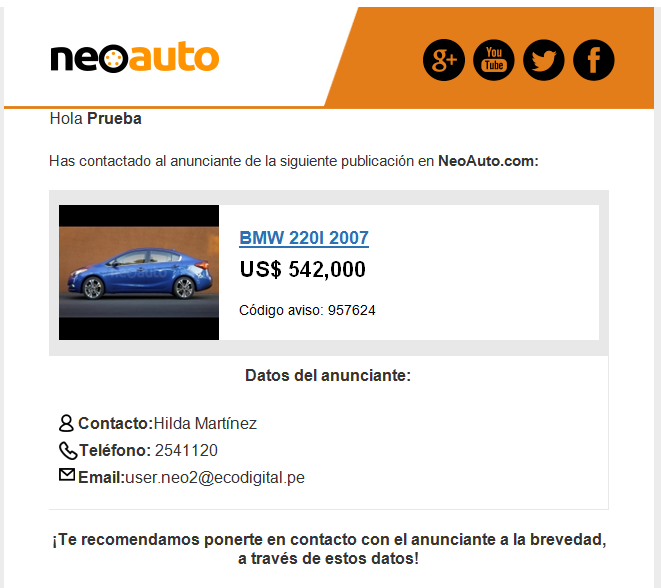 neoauto
g+
You
Tube
f
Hola Prueba
Has contactado al anunciante de la siguiente publicación en NeoAuto.com:
neoauto
BMW 220I 2007
US$ 542,000
Código aviso: 957624
Datos del anunciante:
Contacto:Hilda Martínez
Teléfono: 2541120
Email:user.neo2@ecodigital.pe
¡Te recomendamos ponerte en contacto con el anunciante a la brevedad,
a través de estos datos!